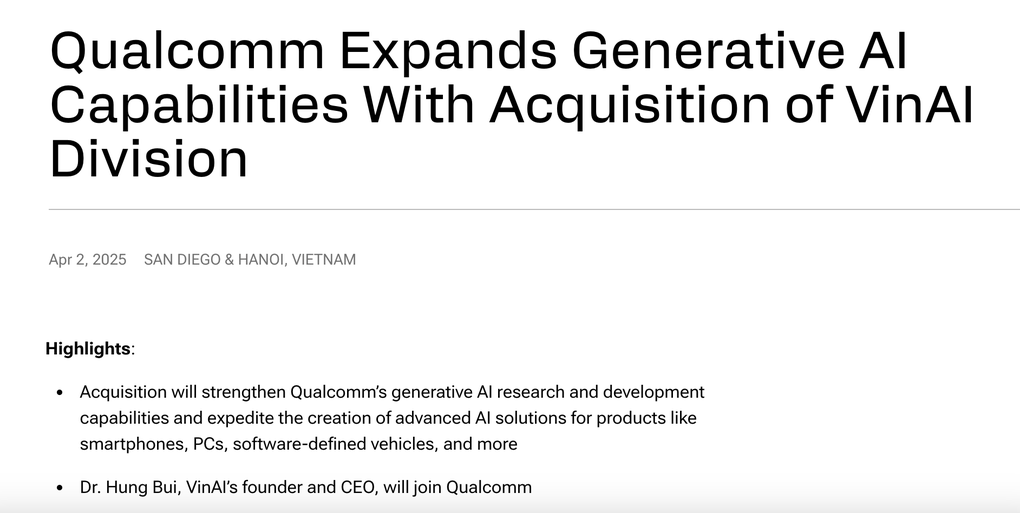 Qualcomm Expands Generative AI
Capabilities With Acquisition of VinAI
Division
Apr 2, 2025 SAN DIEGO & HANOI, VIETNAM
Highlights:
• Acquisition will strengthen Qualcomm’s generative AI research and development
capabilities and expedite the creation of advanced AI solutions for products like
smartphones, PCs, software-defined vehicles, and more
• Dr. Hung Bui, VinAI’s founder and CEO, will join Qualcomm